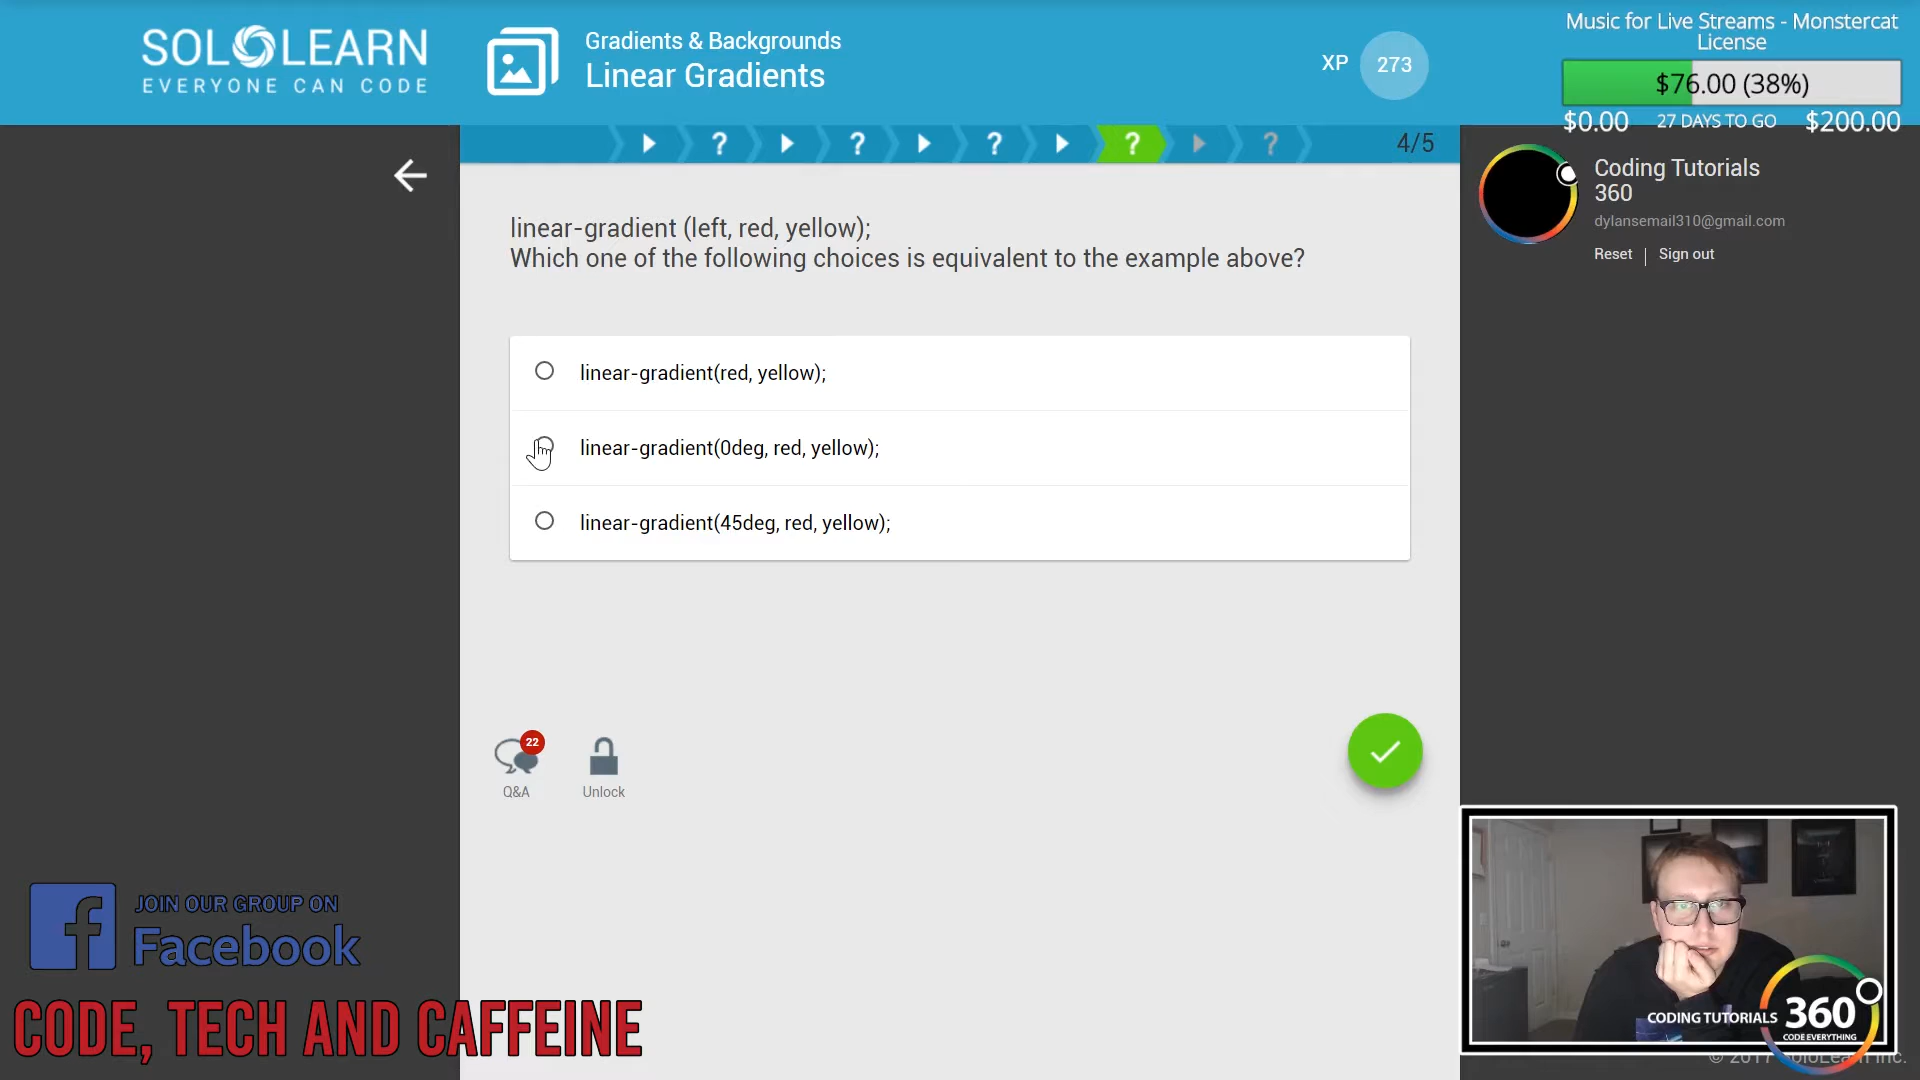 SOLOLEARN
EVERYONE CAN CODE
Gradients & Backgrounds
Linear Gradients
XP 273
Music for Live Streams - Monstercat
License
$76.00 (38%)
$0.00 27 DAYS TO GO $200.00
? ? ? ? ? 4/5
Coding Tutorials
360
dylansemail310@gmail.com
Reset | Sign out
linear-gradient (left, red, yellow);
Which one of the following choices is equivalent to the example above?
linear-gradient(red, yellow);
linear-gradient(0deg, red, yellow);
linear-gradient(45deg, red, yellow);
22
Q&A Unlock
JOIN OUR GROUP ON
Facebook
CODE, TECH AND CAFFEINE
CODING TUTORIALS 360
CODE EVERYTHING
© 2017 SoloLearn Inc.